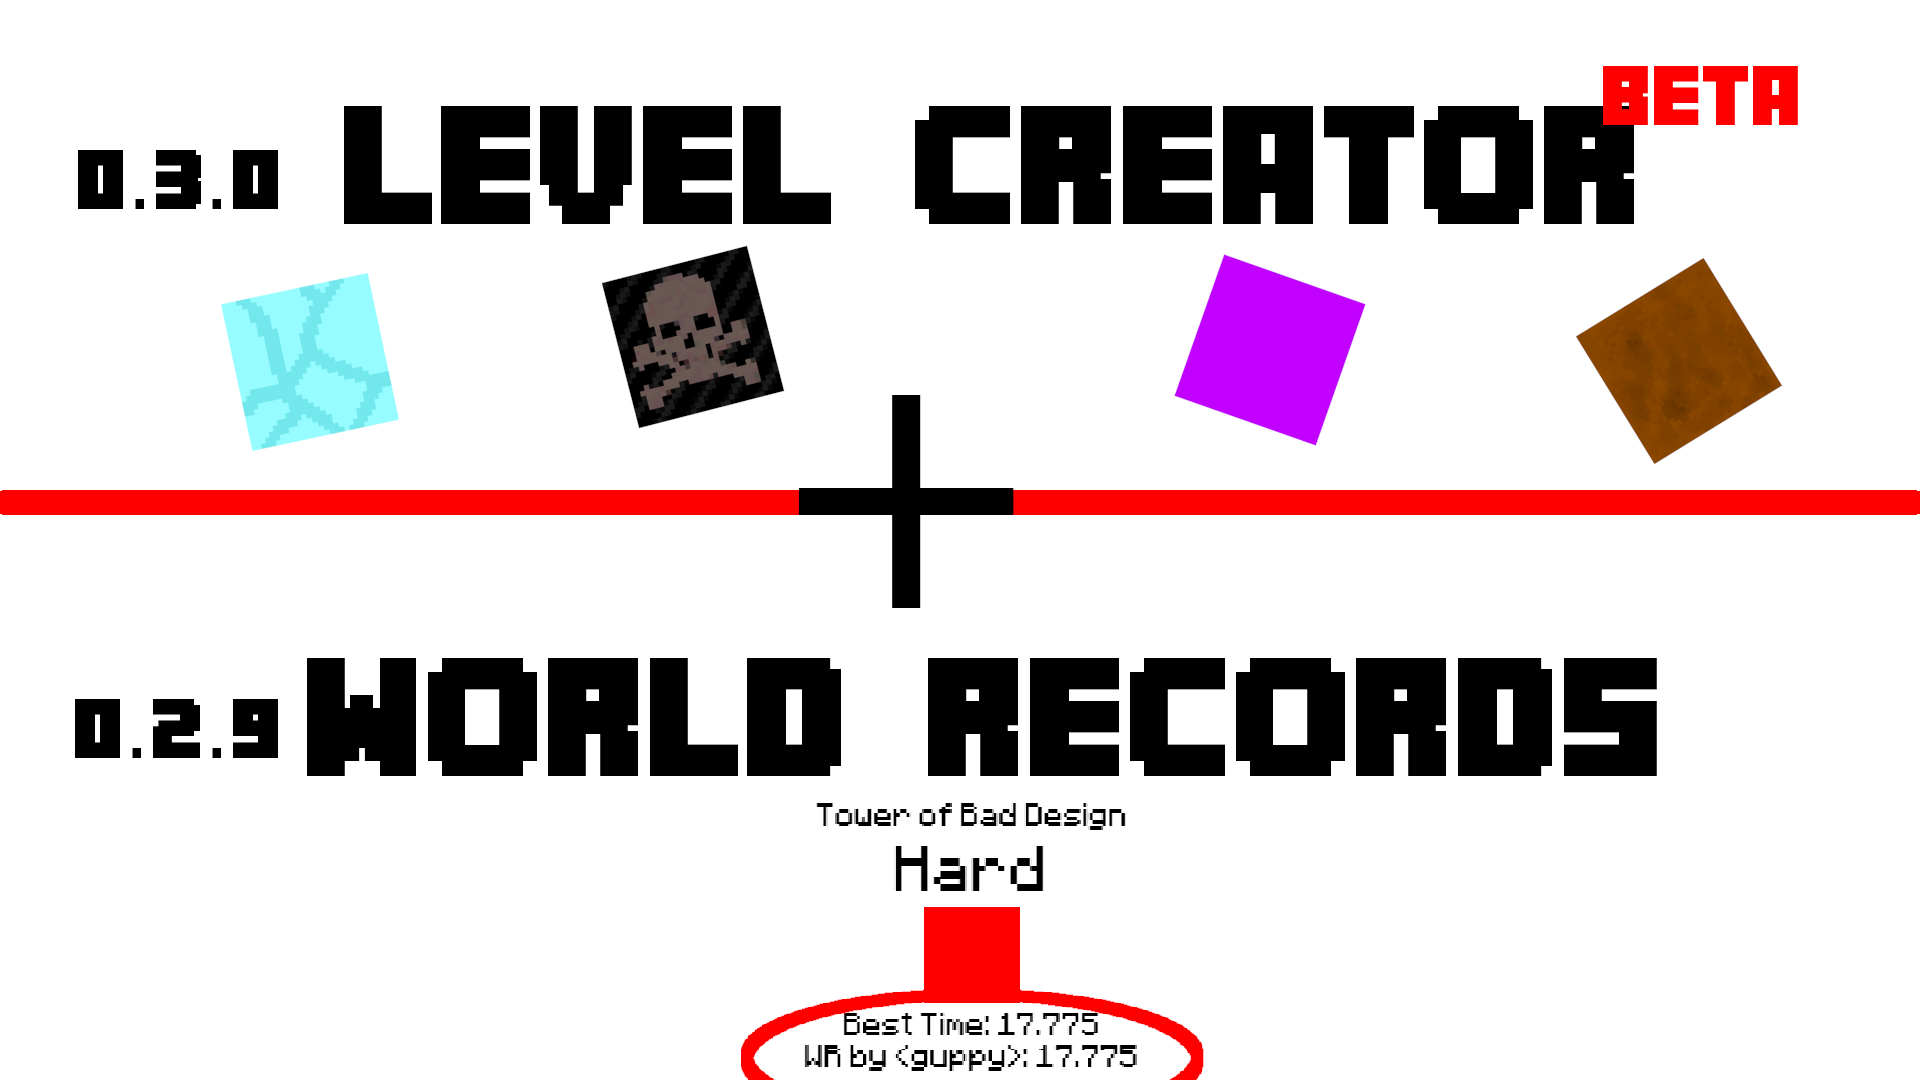 BETA
0.3.0 LEVEL CREATOR
0.2.9 WORLD RECORDS
Tower of Bad Design
Hard
Best Time: 17.775
WR by <guppy>: 17.775